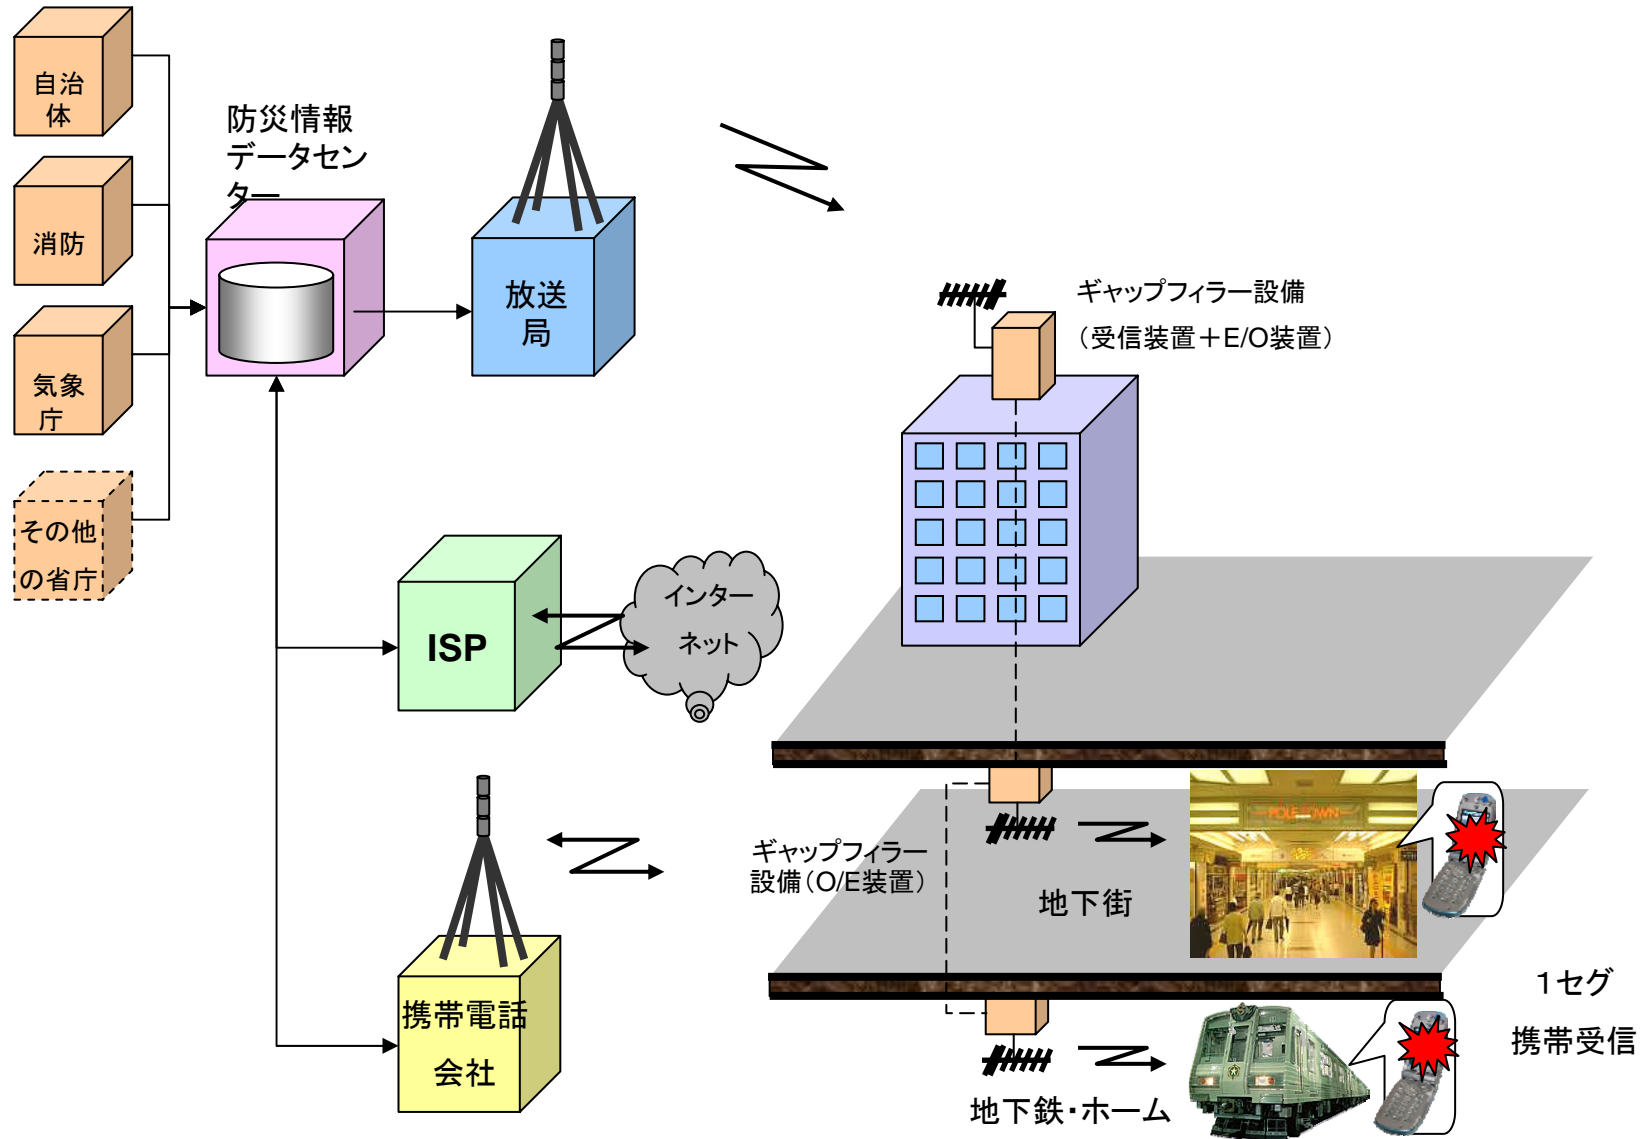 自治
体
消防
気象
庁
その他
の省庁
防災情報
データセン
ター
放送
局
ISP
インター
ネット
携帯電話
会社
ギャップフィラー設備
（受信装置＋E/O装置）
ギャップフィラー
設備（O/E装置）
POLE TOWN
地下街
地下鉄・ホーム
１セグ
携帯受信